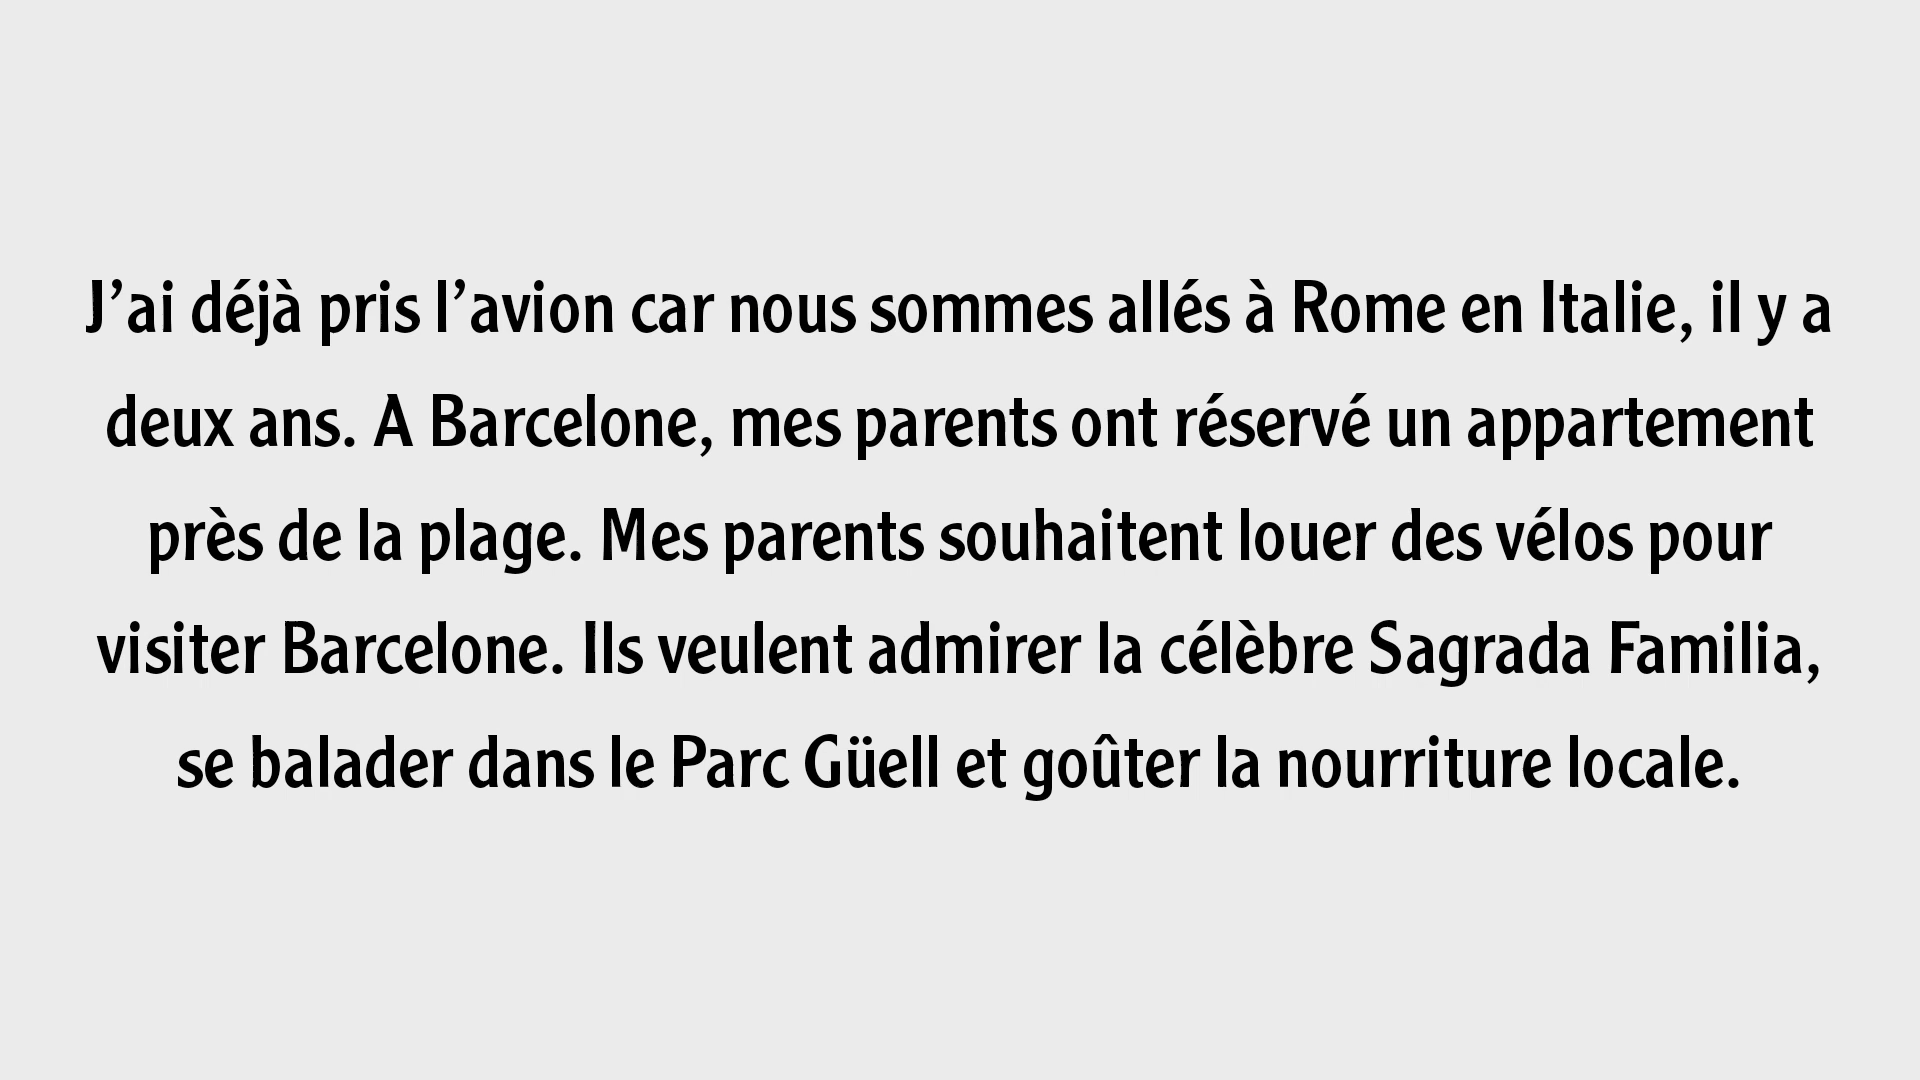 J’ai déjà pris l’avion car nous sommes allés à Rome en Italie, il y a
deux ans. A Barcelone, mes parents ont réservé un appartement
près de la plage. Mes parents souhaitent louer des vélos pour
visiter Barcelone. Ils veulent admirer la célèbre Sagrada Familia,
se balader dans le Parc Güell et goûter la nourriture locale.